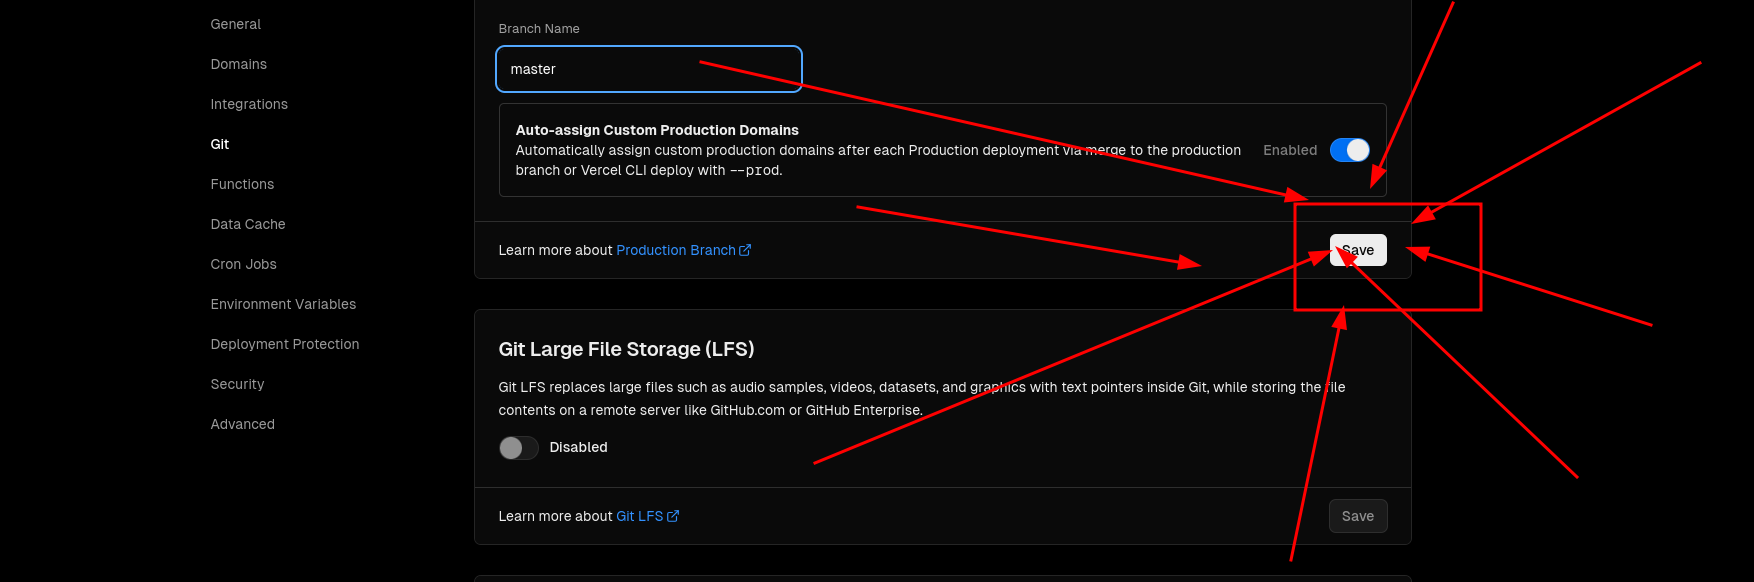 General
Domains
Integrations
Git
Functions
Data Cache
Cron Jobs
Environment Variables
Deployment Protection
Security
Advanced
Branch Name
master
Auto-assign Custom Production Domains
Automatically assign custom production domains after each Production deployment via merge to the production
branch or Vercel CLI deploy with --prod.
Enabled
Learn more about Production Branch
Save
Git Large File Storage (LFS)
Git LFS replaces large files such as audio samples, videos, datasets, and graphics with text pointers inside Git, while storing the file
contents on a remote server like GitHub.com or GitHub Enterprise.
Disabled
Learn more about Git LFS
Save